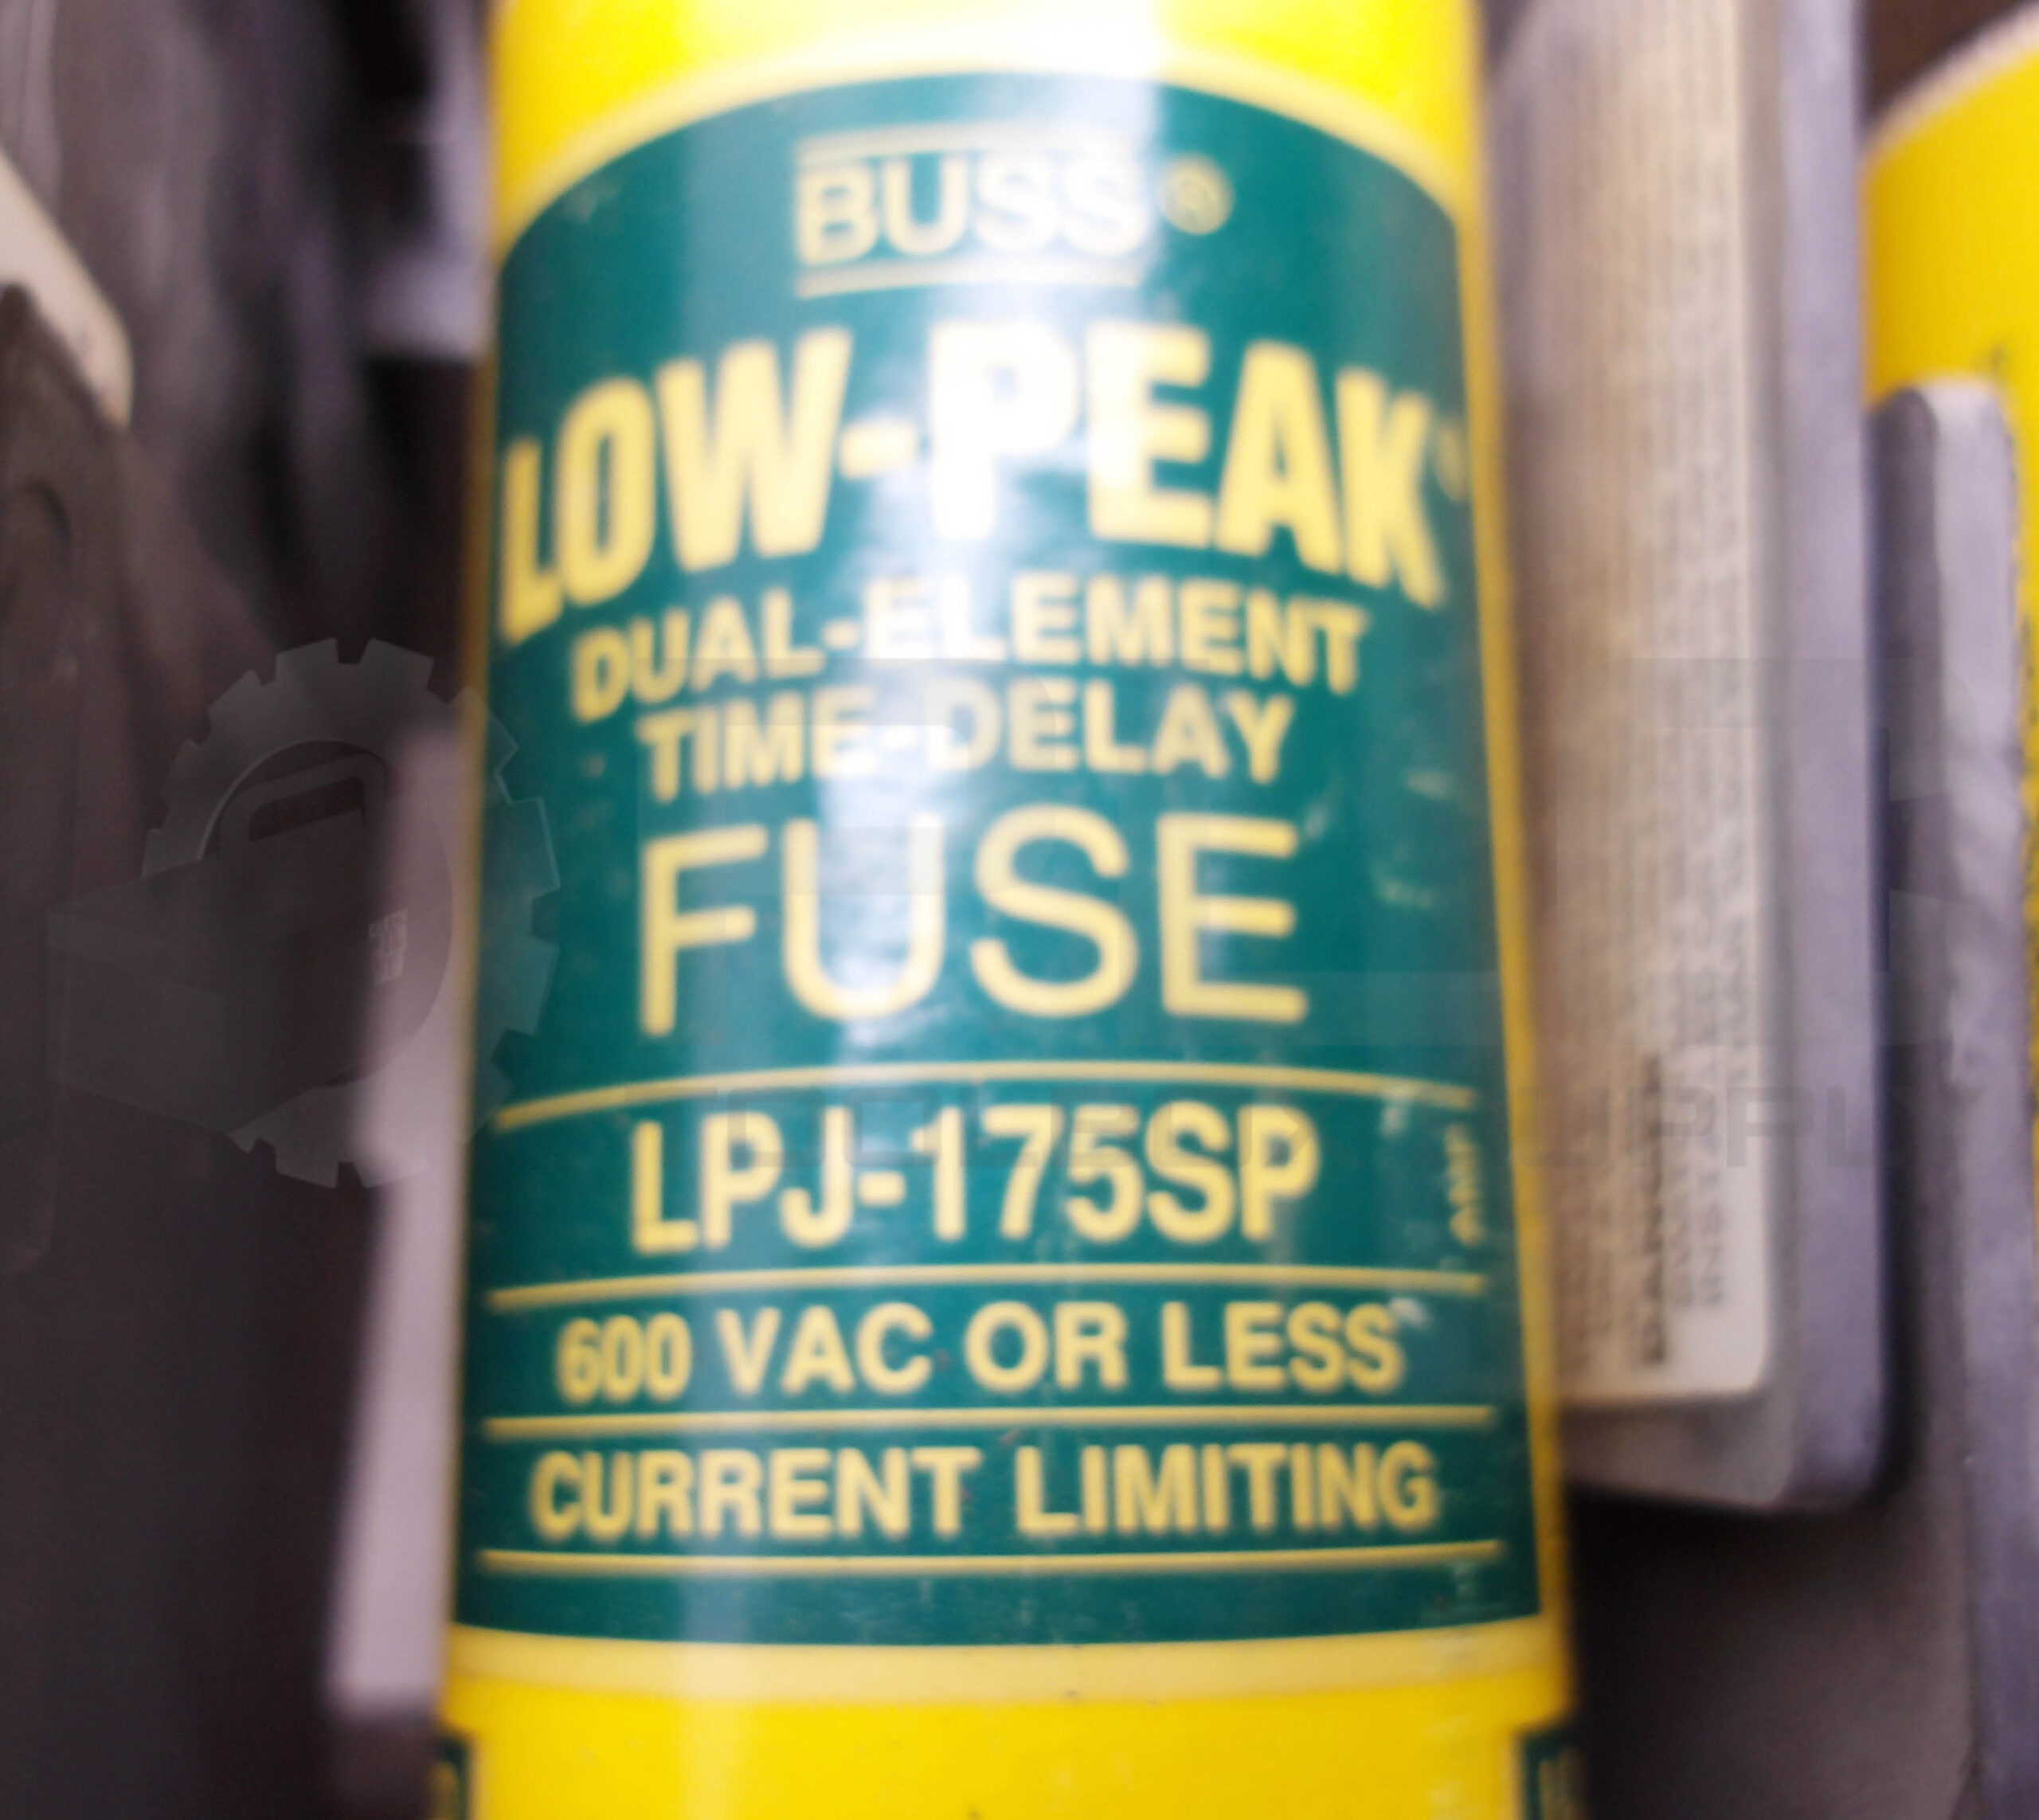 BUSS®
LOW-PEAK®
DUAL-ELEMENT
TIME-DELAY
FUSE
LPJ-175SP
600 VAC OR LESS
CURRENT LIMITING